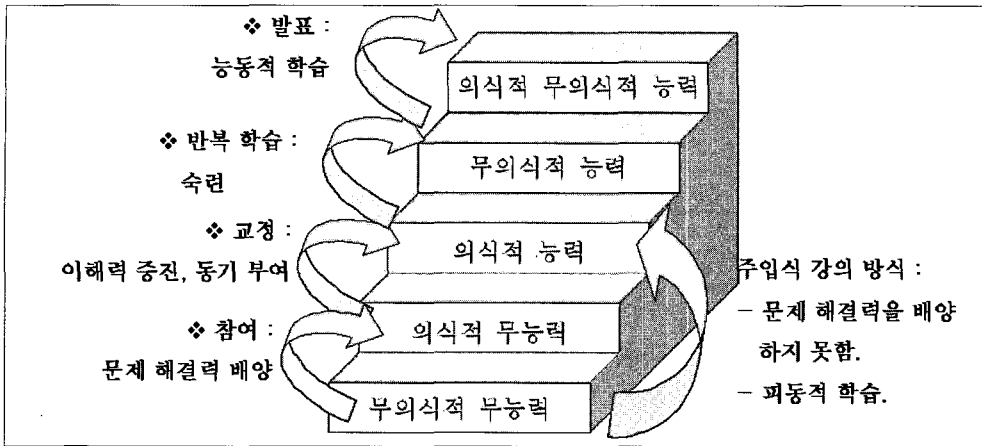 ❖ 발표 :
능동적 학습
의식적 무의식적 능력
❖ 반복 학습 :
숙련
무의식적 능력
❖ 교정 :
이해력 증진, 동기 부여
의식적 능력
❖ 참여 :
문제 해결력 배양
의식적 무능력
무의식적 무능력
주입식 강의 방식 :
– 문제 해결력을 배양
하지 못함.
– 피동적 학습.